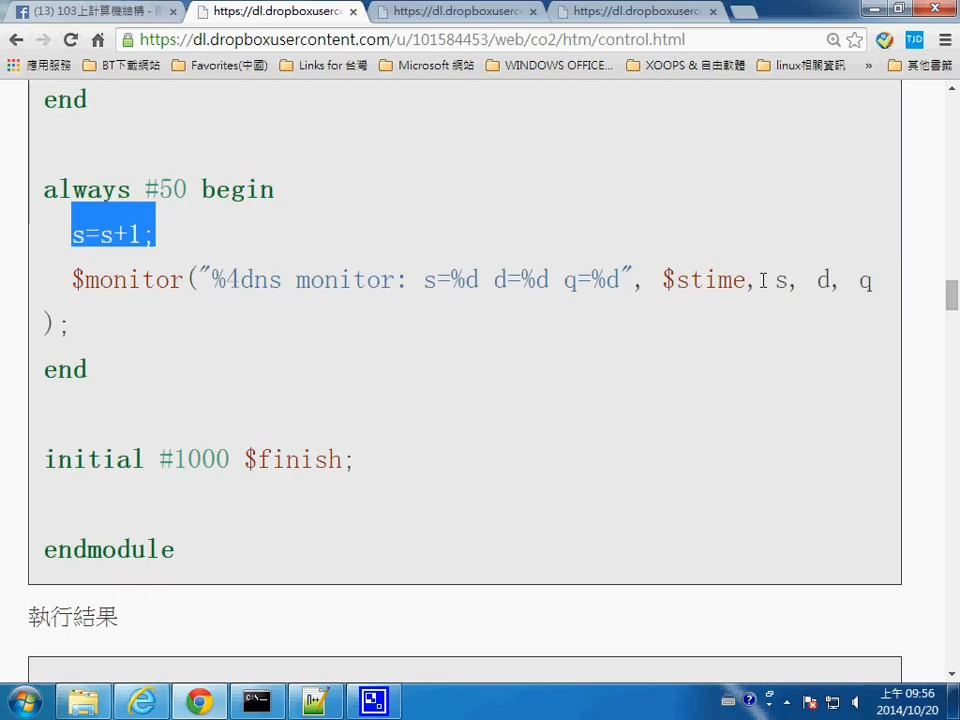 (13) 103上計算機結構 -
https://dl.dropboxuserc
https://dl.dropboxuserc
https://dl.dropboxuserc
https://dl.dropboxusercontent.com/u/101584453/web/co2/htm/control.html
TJD
應用服務 BT下載網站 Favorites(中國) Links for 台灣 Microsoft 網站 WINDOWS OFFICE... XOOPS & 自由軟體 linux相關資訊 » 其他書籤
end
always #50 begin
s=s+1;
$monitor("%4dns monitor: s=%d d=%d q=%d", $stime, s, d, q
);
end
initial #1000 $finish;
endmodule
執行結果
上午 09:56
2014/10/20